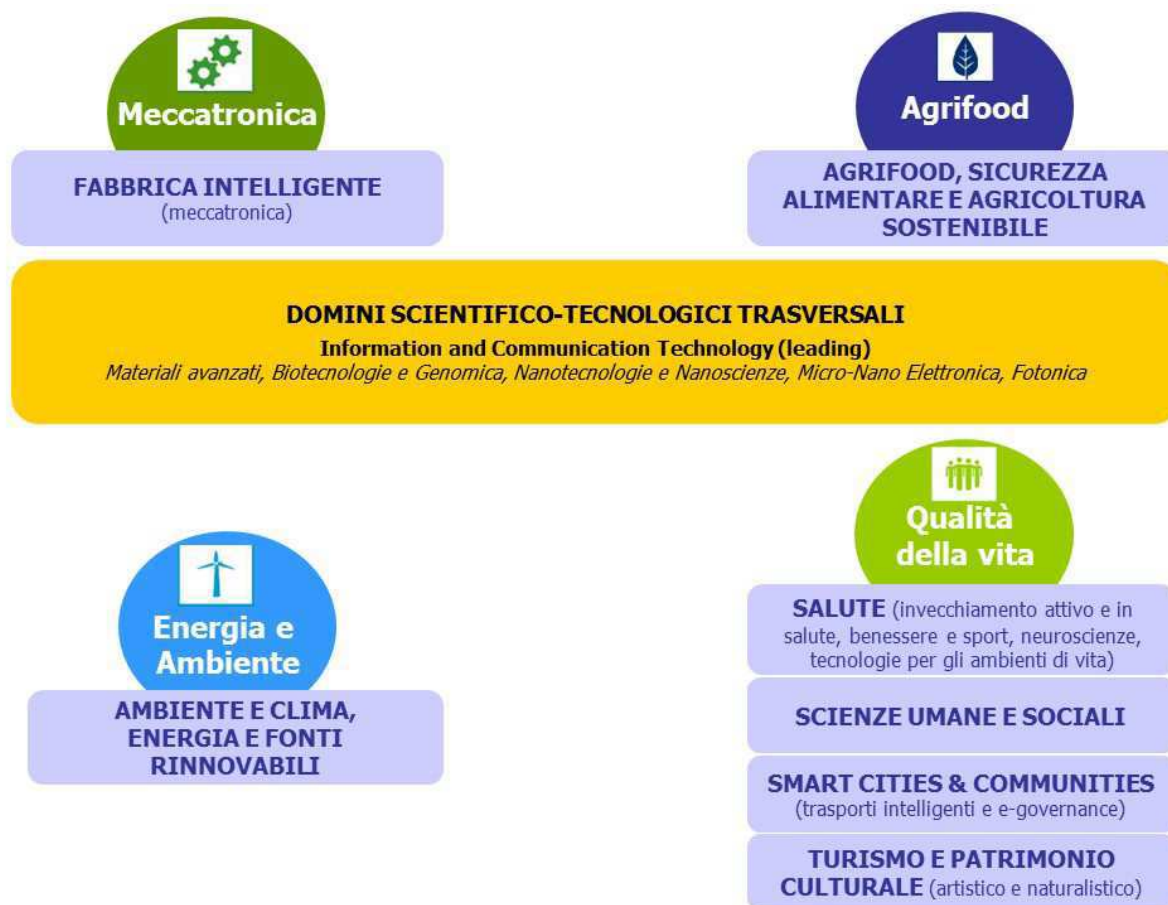 Meccatronica
FABBRICA INTELLIGENTE
(meccatronica)
Agrifood
AGRIFOOD, SICUREZZA
ALIMENTARE E AGRICOLTURA
SOSTENIBILE
DOMINI SCIENTIFICO-TECNOLOGICI TRASVERSALI
Information and Communication Technology (leading)
Materiali avanzati, Biotecnologie e Genomica, Nanotecnologie e Nanoscienze, Micro-Nano Elettronica, Fotonica
Energia e
Ambiente
AMBIENTE E CLIMA,
ENERGIA E FONTI
RINNOVABILI
Qualità
della vita
SALUTE (invecchiamento attivo e in
salute, benessere e sport, neuroscienze,
tecnologie per gli ambienti di vita)
SCIENZE UMANE E SOCIALI
SMART CITIES & COMMUNITIES
(trasporti intelligenti e e-governance)
TURISMO E PATRIMONIO
CULTURALE (artistico e naturalistico)